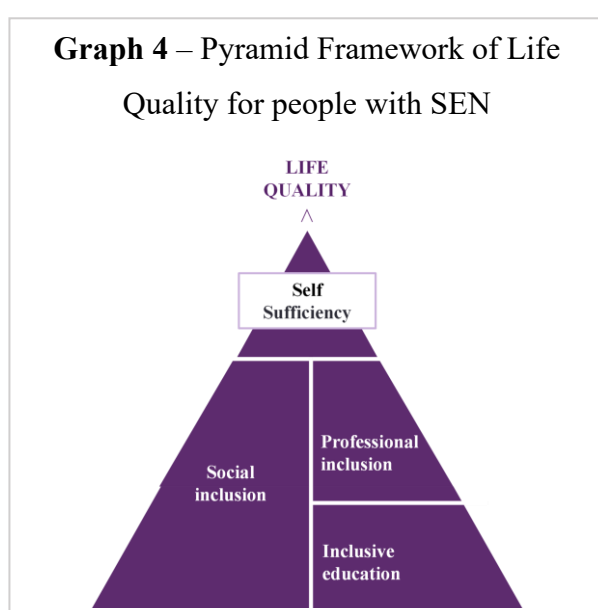 Graph 4 – Pyramid Framework of Life
Quality for people with SEN
LIFE
QUALITY
^
Self
Sufficiency
Professional
inclusion
Social
inclusion
Inclusive
education